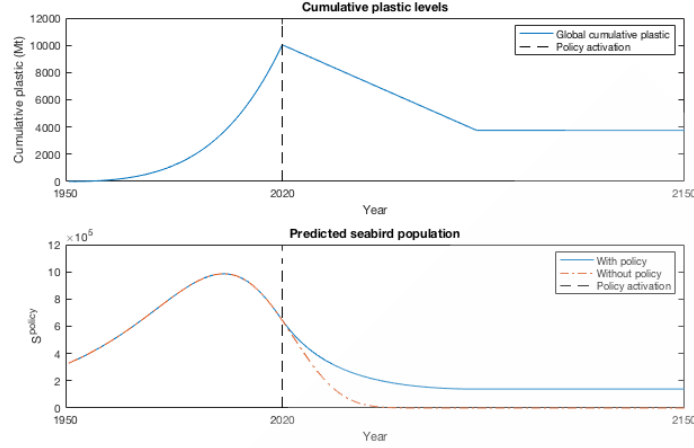 Cumulative plastic levels
12000
10000
8000
6000
4000
2000
0
Cumulative plastic (Mt)
Global cumulative plastic
Policy activation
1950
2020
2150
Year
Predicted seabird population
×10^5
12
10
8
6
4
2
0
S^policy
With policy
Without policy
Policy activation
1950
2020
2150
Year